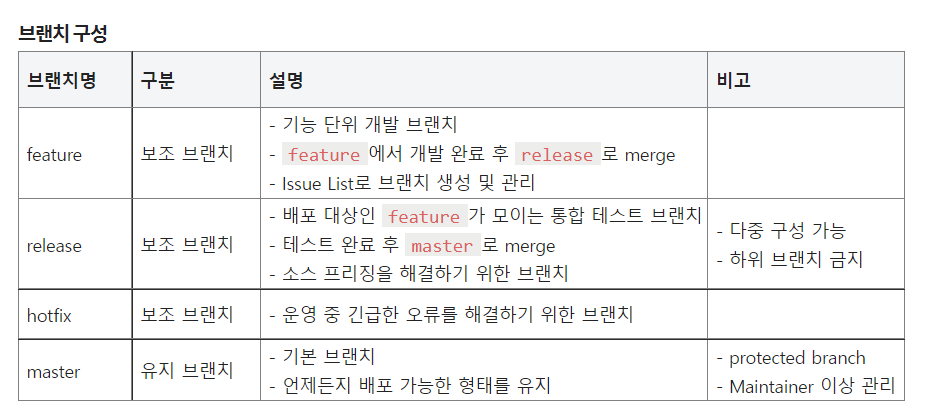 브랜치 구성
브랜치명 구분 설명 비고
feature 보조 브랜치
- 기능 단위 개발 브랜치
- feature 에서 개발 완료 후 release 로 merge
- Issue List로 브랜치 생성 및 관리
release 보조 브랜치
- 배포 대상인 feature 가 모이는 통합 테스트 브랜치
- 테스트 완료 후 master 로 merge
- 소스 프리징을 해결하기 위한 브랜치
- 다중 구성 가능
- 하위 브랜치 금지
hotfix 보조 브랜치 - 운영 중 긴급한 오류를 해결하기 위한 브랜치
master 유지 브랜치
- 기본 브랜치
- 언제든지 배포 가능한 형태를 유지
- protected branch
- Maintainer 이상 관리